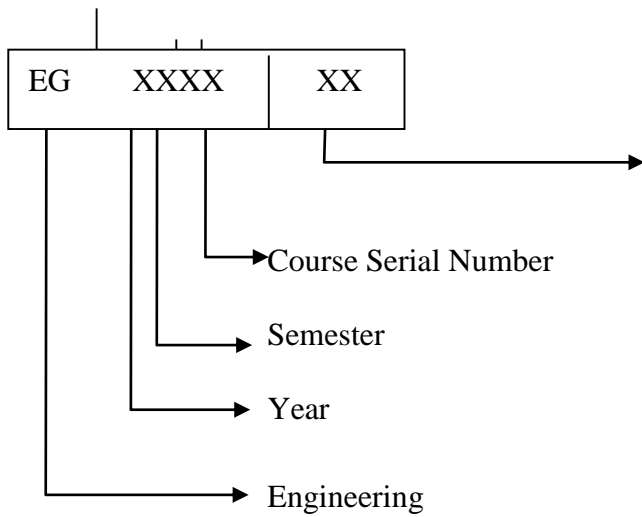 EG XXXX XX
Course Serial Number
Semester
Year
Engineering